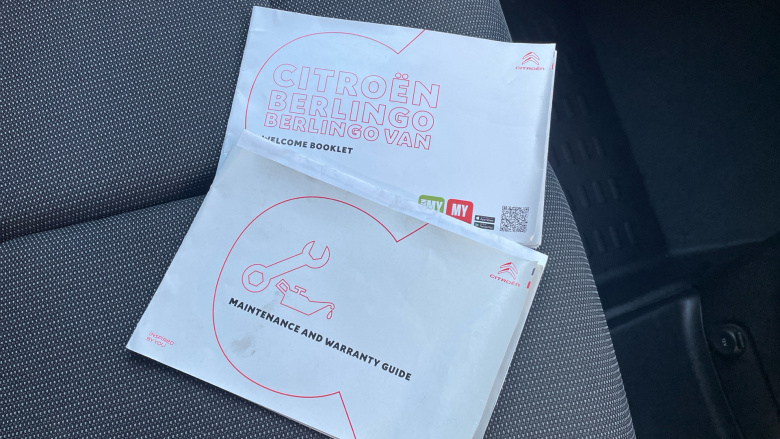 CITROËN
CITROËN
BERLINGO
BERLINGO VAN
WELCOME BOOKLET
MY
MY
CITROËN
MAINTENANCE AND WARRANTY GUIDE
INSPIRED
BY YOU